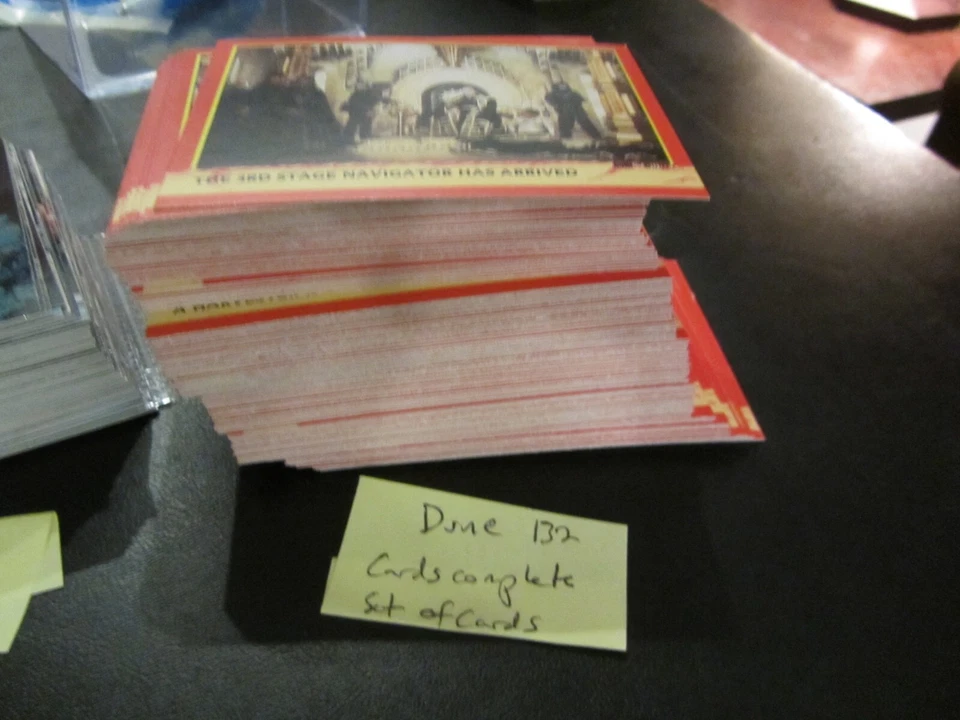 THE 3RD STAGE NAVIGATOR HAS ARRIVED
A
Dune 132
Cards complete
Set of Cards